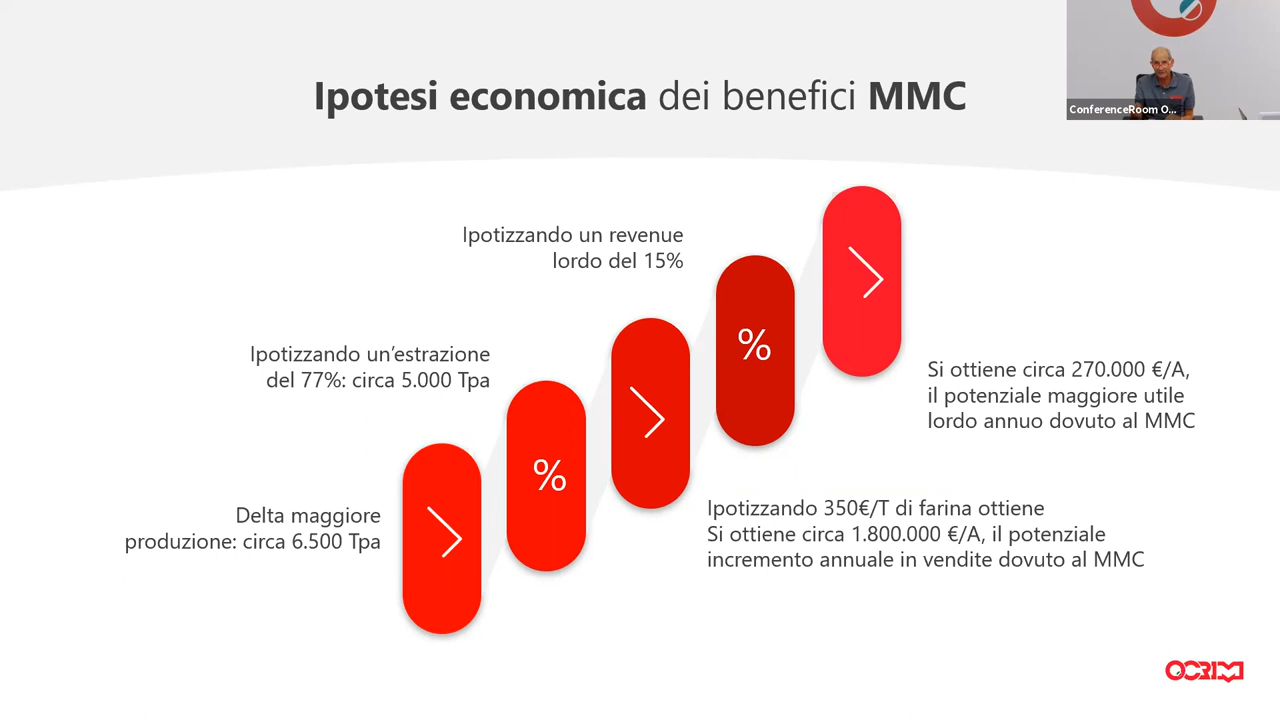 Ipotesi economica dei benefici MMC
ConferenceRoom O...
Ipotizzando un revenue
lordo del 15%
%
Ipotizzando un'estrazione
del 77%: circa 5.000 Tpa
Si ottiene circa 270.000 €/A,
il potenziale maggiore utile
lordo annuo dovuto al MMC
%
Delta maggiore
produzione: circa 6.500 Tpa
Ipotizzando 350€/T di farina ottiene
Si ottiene circa 1.800.000 €/A, il potenziale
incremento annuale in vendite dovuto al MMC
OCRIM